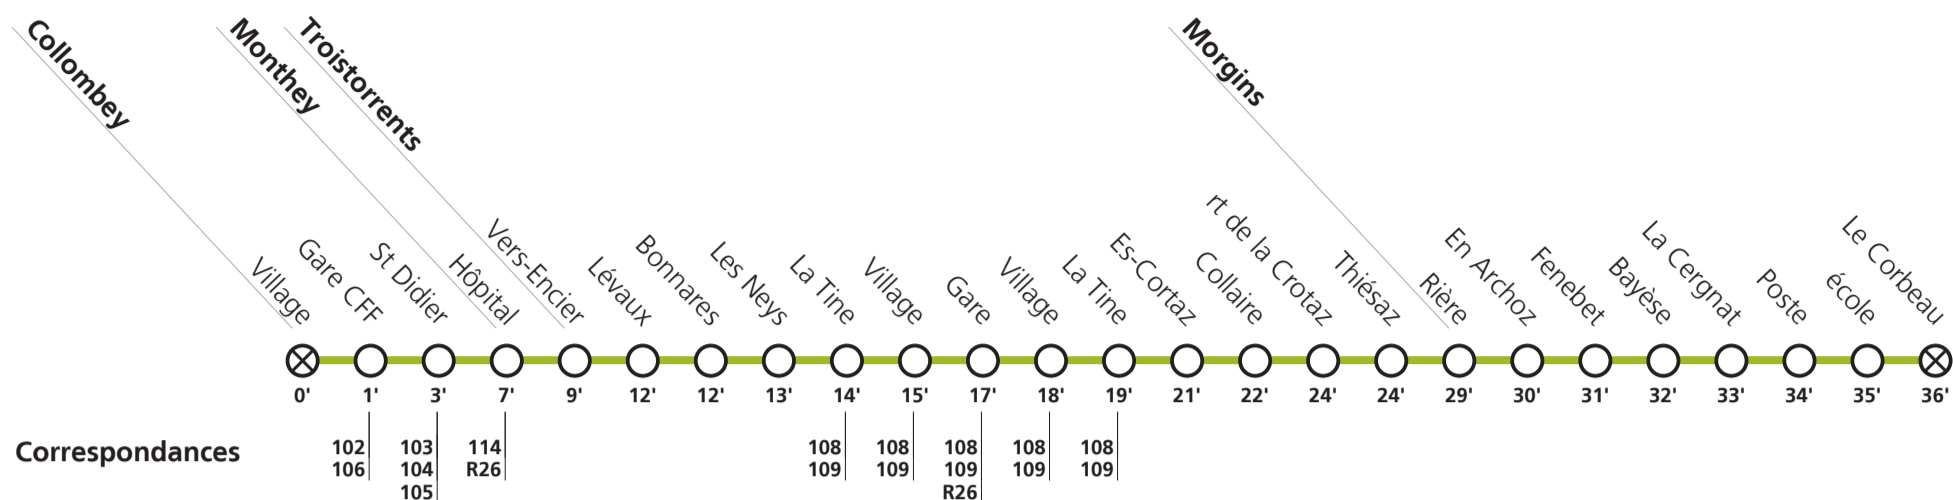 Collombey
Monthey
Troistorrents
Morgins
Village
Gare CFF
St Didier
Hôpital
Vers-Encier
Lévaux
Bonnares
Les Neys
La Tine
Village
Gare
Village
La Tine
Es-Cortaz
Collaire
rt de la Crotaz
Thiésaz
Rière
En Archoz
Fenebet
Bayèse
La Cergnat
Poste
école
Le Corbeau
0' 1' 3' 7' 9' 12' 12' 13' 14' 15' 17' 18' 19' 21' 22' 24' 24' 29' 30' 31' 32' 33' 34' 35' 36'
Correspondances
102 103 114 108 108 108 108 108
106 104 R26 109 109 109 109 109
105 R26